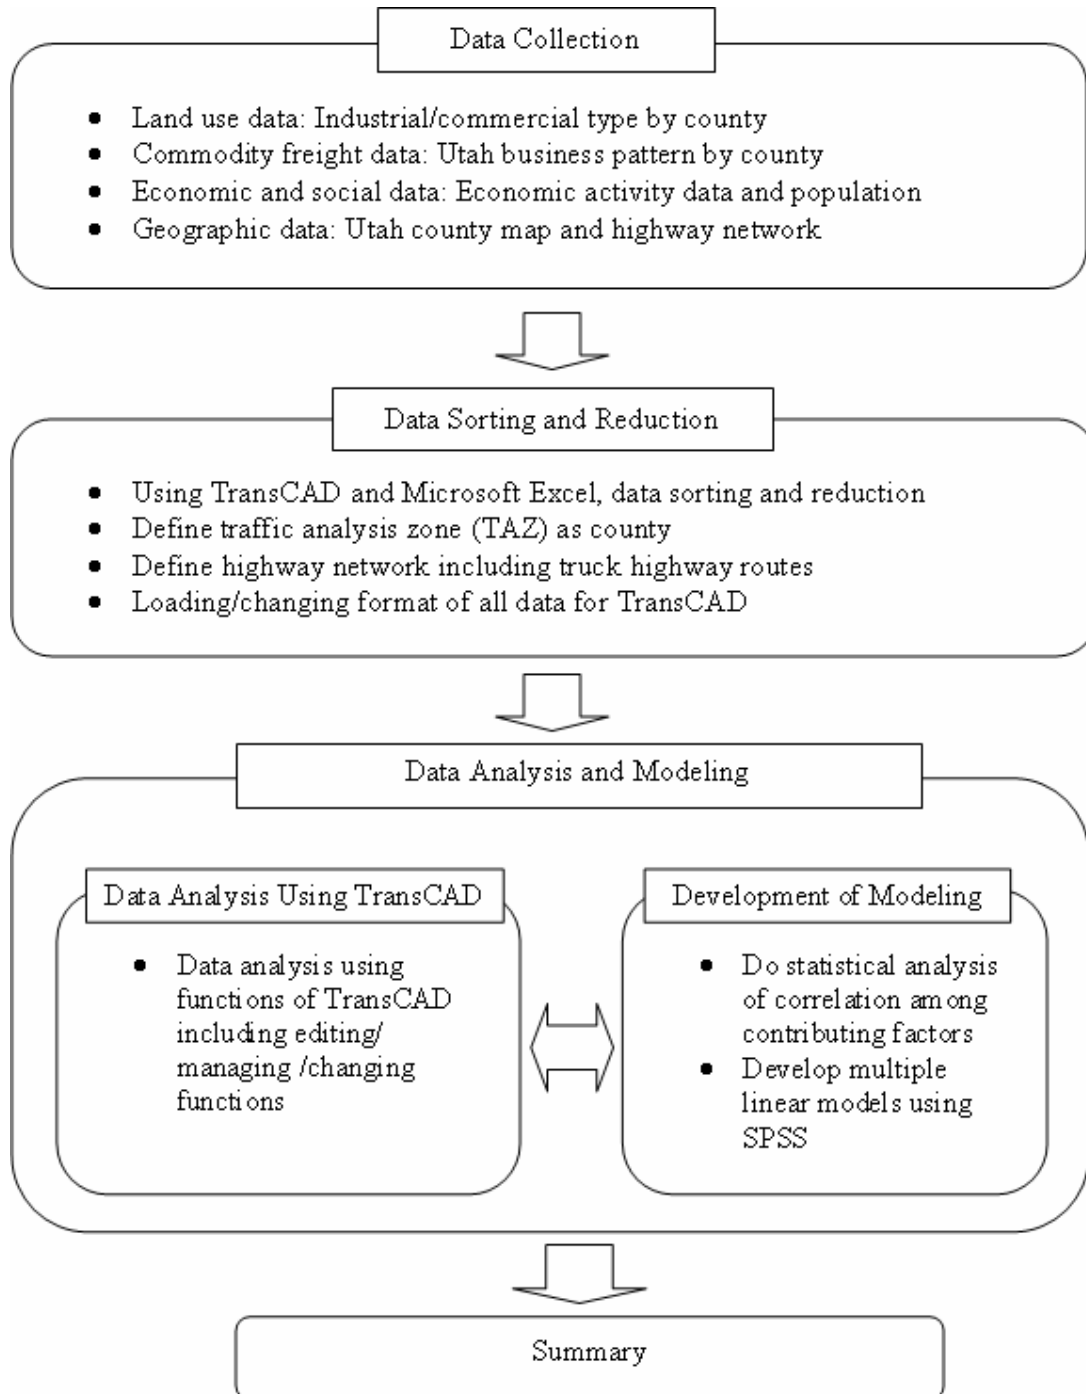 Data Collection
● Land use data: Industrial/commercial type by county
● Commodity freight data: Utah business pattern by county
● Economic and social data: Economic activity data and population
● Geographic data: Utah county map and highway network
Data Sorting and Reduction
● Using TransCAD and Microsoft Excel, data sorting and reduction
● Define traffic analysis zone (TAZ) as county
● Define highway network including truck highway routes
● Loading/changing format of all data for TransCAD
Data Analysis and Modeling
Data Analysis Using TransCAD
● Data analysis using
functions of TransCAD
including editing/
managing /changing
functions
Development of Modeling
● Do statistical analysis
of correlation among
contributing factors
● Develop multiple
linear models using
SPSS
Summary